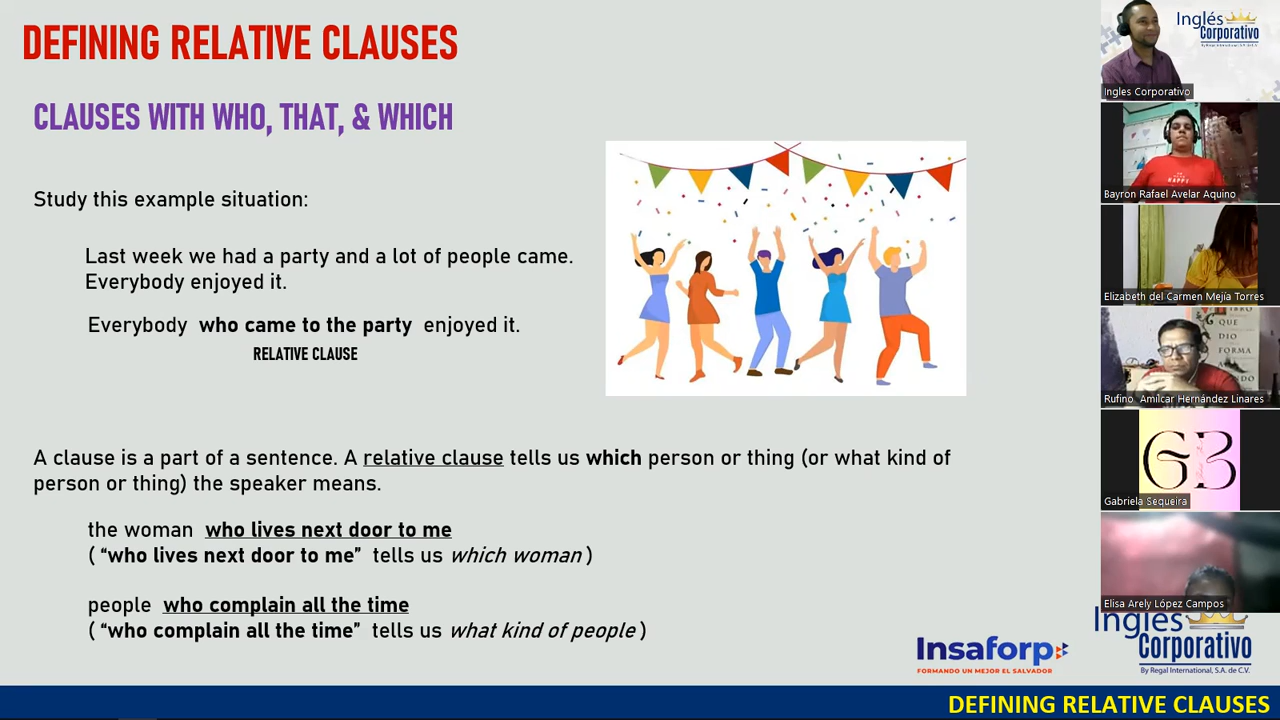 DEFINING RELATIVE CLAUSES
CLAUSES WITH WHO, THAT, & WHICH
Study this example situation:
Last week we had a party and a lot of people came.
Everybody enjoyed it.
Everybody who came to the party enjoyed it.
RELATIVE CLAUSE
A clause is a part of a sentence. A relative clause tells us which person or thing (or what kind of
person or thing) the speaker means.
the woman who lives next door to me
( “who lives next door to me” tells us which woman )
people who complain all the time
( “who complain all the time” tells us what kind of people )
Insaforp
FORMANDO UN MEJOR EL SALVADOR
Inglés
Corporativo
By Regal International, S.A. de C.V.
DEFINING RELATIVE CLAUSES
Inglés
Corporativo
Ingles Corporativo
HAPPY
Bayron Rafael Avelar Aquino
Elizabeth del Carmen Mejía Torres
QUE
DIO
FORMA
Rufino Amilcar Hernández Linares
GB
Gabriela Sequeira
Elisa Arely López Campos